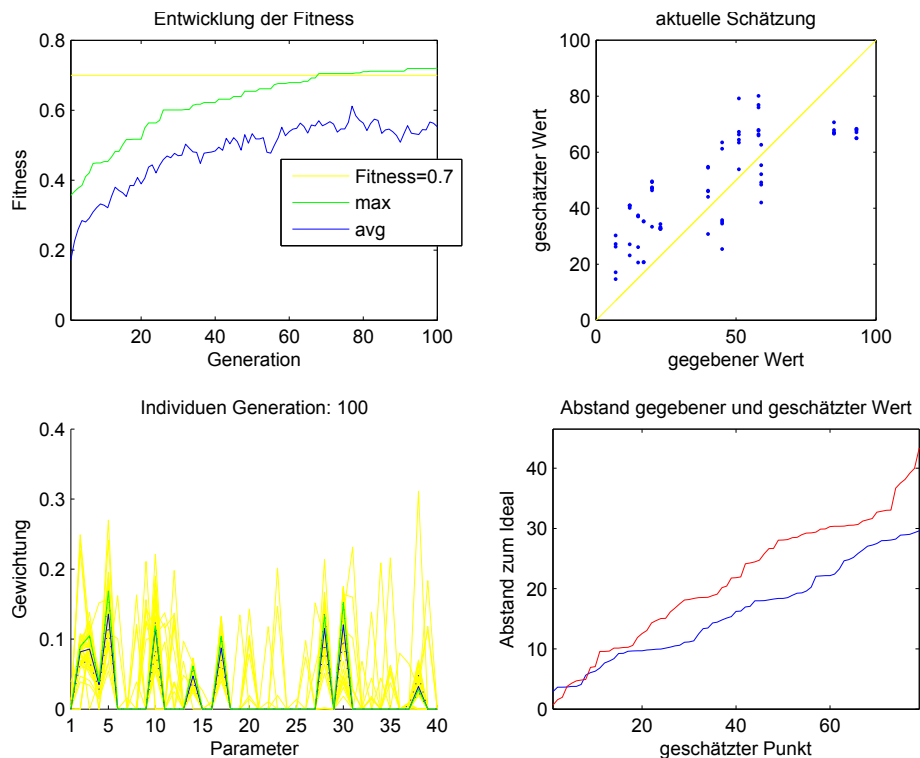 Entwicklung der Fitness
0.8
0.6
0.4
0.2
0
20
40
60
80
100
Fitness
Generation
Fitness=0.7
max
avg
aktuelle Schätzung
100
80
60
40
20
0
0
50
100
geschätzter Wert
gegebener Wert
Individuen Generation: 100
0.4
0.3
0.2
0.1
0
1
5
10
15
20
25
30
35
40
Gewichtung
Parameter
Abstand gegebener und geschätzter Wert
40
30
20
10
0
20
40
60
Abstand zum Ideal
geschätzter Punkt